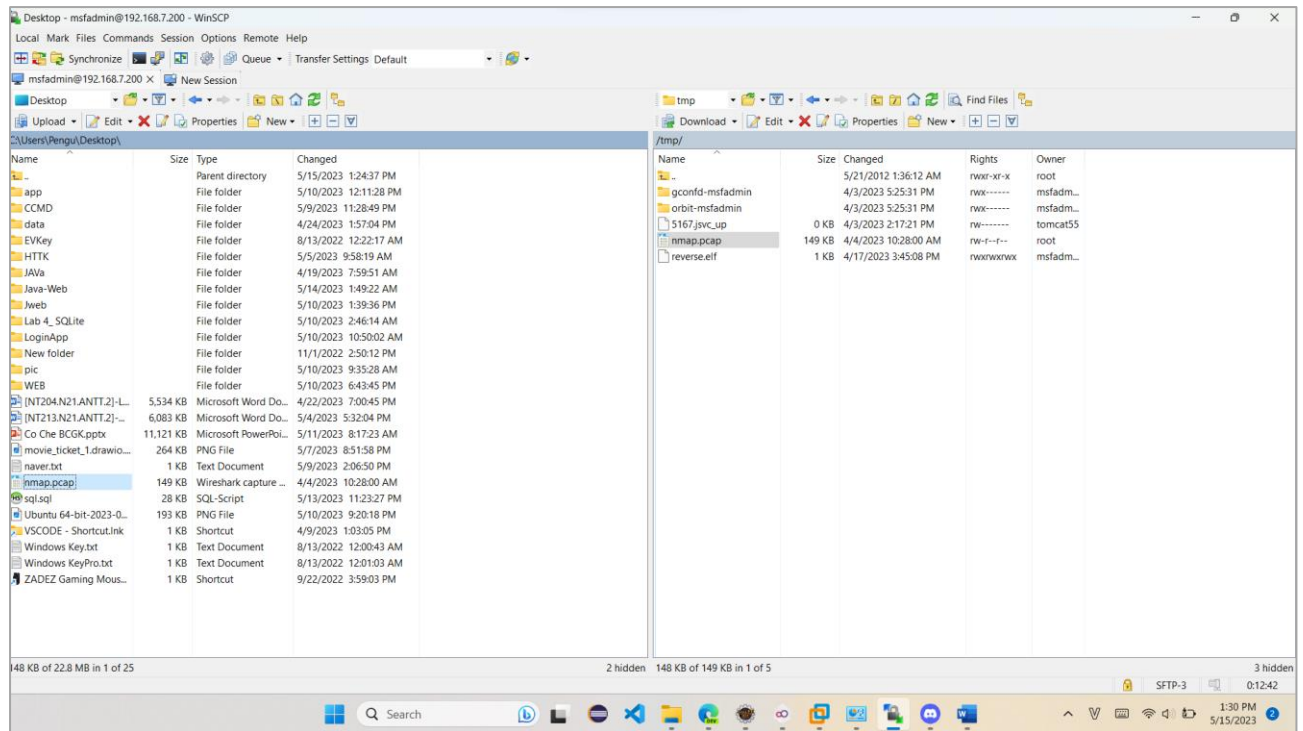 Desktop - msfadmin@192.168.7.200 - WinSCP
Local Mark Files Commands Session Options Remote Help
Synchronize Queue Transfer Settings Default
msfadmin@192.168.7.200 × New Session
Desktop
Upload Edit Properties New
C:\Users\Pengu\Desktop\
Name Size Type Changed
.. Parent directory 5/15/2023 1:24:37 PM
app File folder 5/10/2023 12:11:28 PM
CCMD File folder 5/9/2023 11:28:49 PM
data File folder 4/24/2023 1:57:04 PM
EVKey File folder 8/13/2022 12:22:17 AM
HTTK File folder 5/5/2023 9:58:19 AM
JAVa File folder 4/19/2023 7:59:51 AM
Java-Web File folder 5/14/2023 1:49:22 AM
Jweb File folder 5/10/2023 1:39:36 PM
Lab 4_ SQLite File folder 5/10/2023 2:46:14 AM
LoginApp File folder 5/10/2023 10:50:02 AM
New folder File folder 11/1/2022 2:50:12 PM
pic File folder 5/10/2023 9:35:28 AM
WEB File folder 5/10/2023 6:43:45 PM
[NT204.N21.ANTT.2]-L... 5,534 KB Microsoft Word Do... 4/22/2023 7:00:45 PM
[NT213.N21.ANTT.2]-... 6,083 KB Microsoft Word Do... 5/4/2023 5:32:04 PM
Co Che BCGK.pptx 11,121 KB Microsoft PowerPoi... 5/11/2023 8:17:23 AM
movie_ticket_1.drawio.... 264 KB PNG File 5/7/2023 8:51:58 PM
naver.txt 1 KB Text Document 5/9/2023 2:06:50 PM
nmap.pcap 149 KB Wireshark capture ... 4/4/2023 10:28:00 AM
sql.sql 28 KB SQL-Script 5/13/2023 11:23:27 PM
Ubuntu 64-bit-2023-0... 193 KB PNG File 5/10/2023 9:20:18 PM
VSCODE - Shortcut.lnk 1 KB Shortcut 4/9/2023 1:03:05 PM
Windows Key.txt 1 KB Text Document 8/13/2022 12:00:43 AM
Windows KeyPro.txt 1 KB Text Document 8/13/2022 12:01:03 AM
ZADEZ Gaming Mous... 1 KB Shortcut 9/22/2022 3:59:03 PM
148 KB of 22.8 MB in 1 of 25 2 hidden
tmp Find Files
Download Edit Properties New
/tmp/
Name Size Changed Rights Owner
.. 5/21/2012 1:36:12 AM rwxr-xr-x root
gconfd-msfadmin 4/3/2023 5:25:31 PM rwx------ msfadm...
orbit-msfadmin 4/3/2023 5:25:31 PM rwx------ msfadm...
5167.jsvc_up 0 KB 4/3/2023 2:17:21 PM rw------- tomcat55
nmap.pcap 149 KB 4/4/2023 10:28:00 AM rw-r--r-- root
reverse.elf 1 KB 4/17/2023 3:45:08 PM rwxrwxrwx msfadm...
148 KB of 149 KB in 1 of 5 3 hidden
SFTP-3 0:12:42
Search
1:30 PM
5/15/2023 2